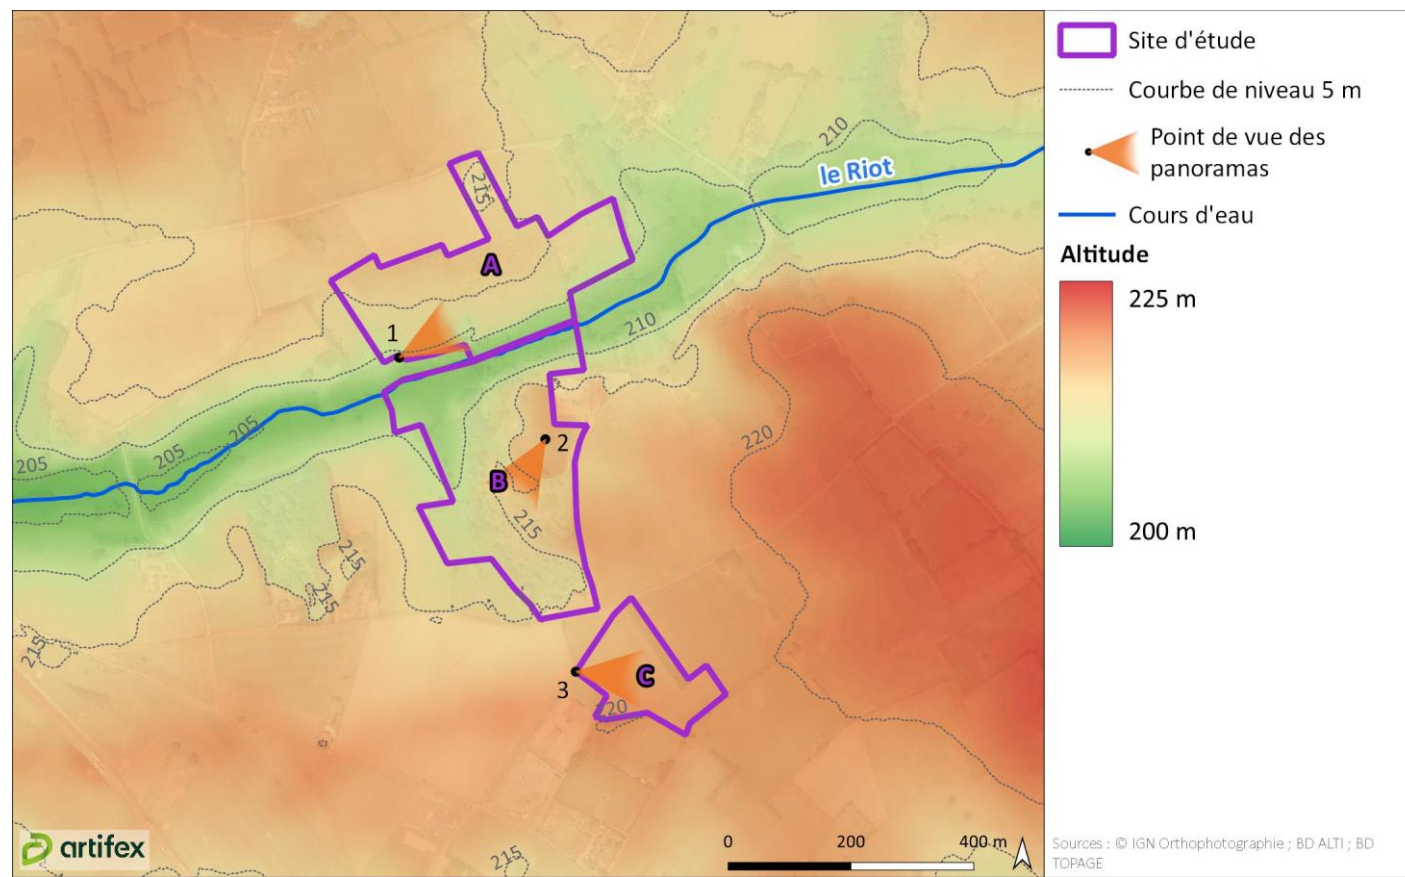 Site d'étude
Courbe de niveau 5 m
Point de vue des
panoramas
Cours d'eau
Altitude
225 m
200 m
210
le Riot
215
A
1
210
220
205
205
205
2
B
215
215
215
215
C
3
220
215
artifex
0 200 400 m
Sources : © IGN Orthophotographie ; BD ALTI ; BD
TOPAGE